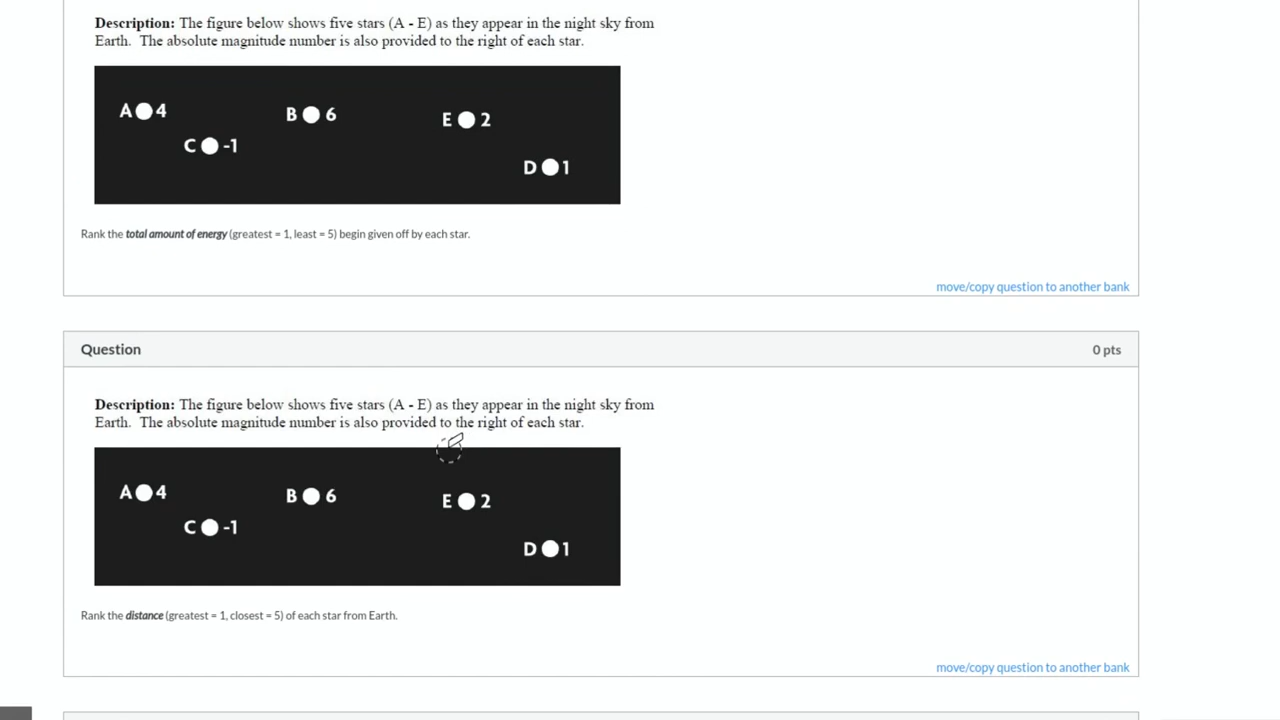 Description: The figure below shows five stars (A - E) as they appear in the night sky from
Earth. The absolute magnitude number is also provided to the right of each star.
A 4
B 6
E 2
C -1
D 1
Rank the total amount of energy (greatest = 1, least = 5) begin given off by each star.
move/copy question to another bank
Question
0 pts
Description: The figure below shows five stars (A - E) as they appear in the night sky from
Earth. The absolute magnitude number is also provided to the right of each star.
A 4
B 6
E 2
C -1
D 1
Rank the distance (greatest = 1, closest = 5) of each star from Earth.
move/copy question to another bank